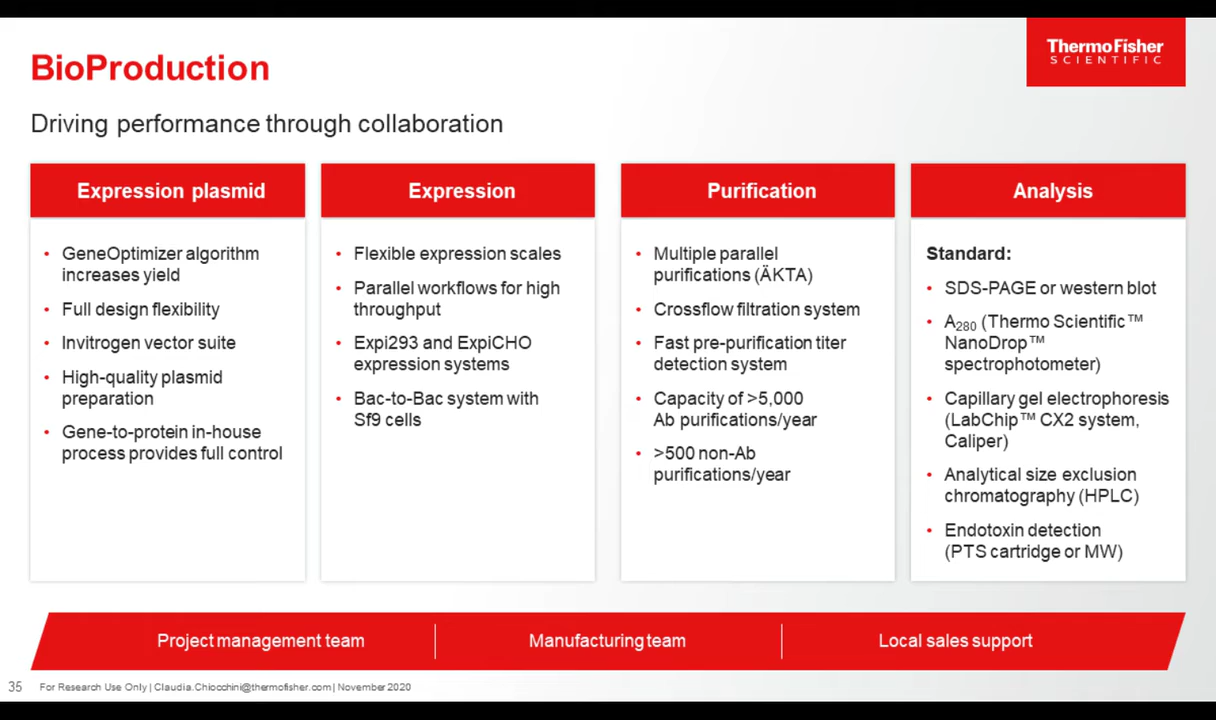 BioProduction
ThermoFisher
SCIENTIFIC
Driving performance through collaboration
Expression plasmid
• GeneOptimizer algorithm
increases yield
• Full design flexibility
• Invitrogen vector suite
• High-quality plasmid
preparation
• Gene-to-protein in-house
process provides full control
Expression
• Flexible expression scales
• Parallel workflows for high
throughput
• Expi293 and ExpiCHO
expression systems
• Bac-to-Bac system with
Sf9 cells
Purification
• Multiple parallel
purifications (ÄKTA)
• Crossflow filtration system
• Fast pre-purification titer
detection system
• Capacity of >5,000
Ab purifications/year
• >500 non-Ab
purifications/year
Analysis
Standard:
• SDS-PAGE or western blot
• A280 (Thermo Scientific™
NanoDrop™
spectrophotometer)
• Capillary gel electrophoresis
(LabChip™ CX2 system,
Caliper)
• Analytical size exclusion
chromatography (HPLC)
• Endotoxin detection
(PTS cartridge or MW)
Project management team
Manufacturing team
Local sales support
35 For Research Use Only | Claudia.Chiocchini@thermofisher.com | November 2020